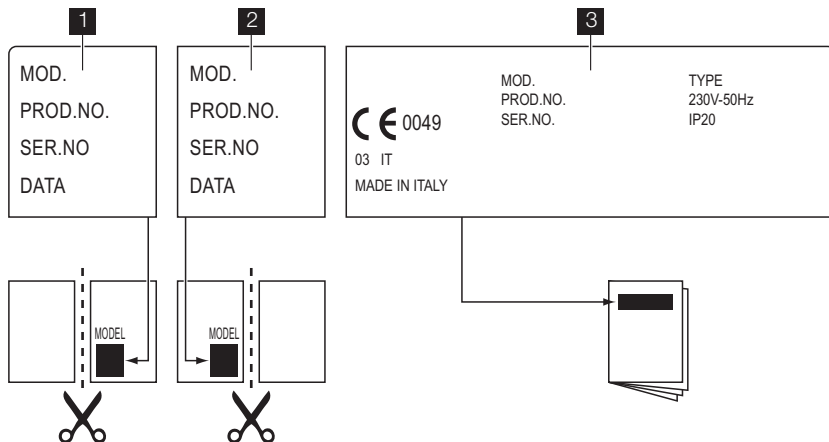 1
2
3
MOD.
PROD.NO.
SER.NO
DATA
MOD.
PROD.NO.
SER.NO
DATA
MOD.
PROD.NO.
SER.NO.
TYPE
230V-50Hz
IP20
CE 0049
03 IT
MADE IN ITALY
MODEL
MODEL